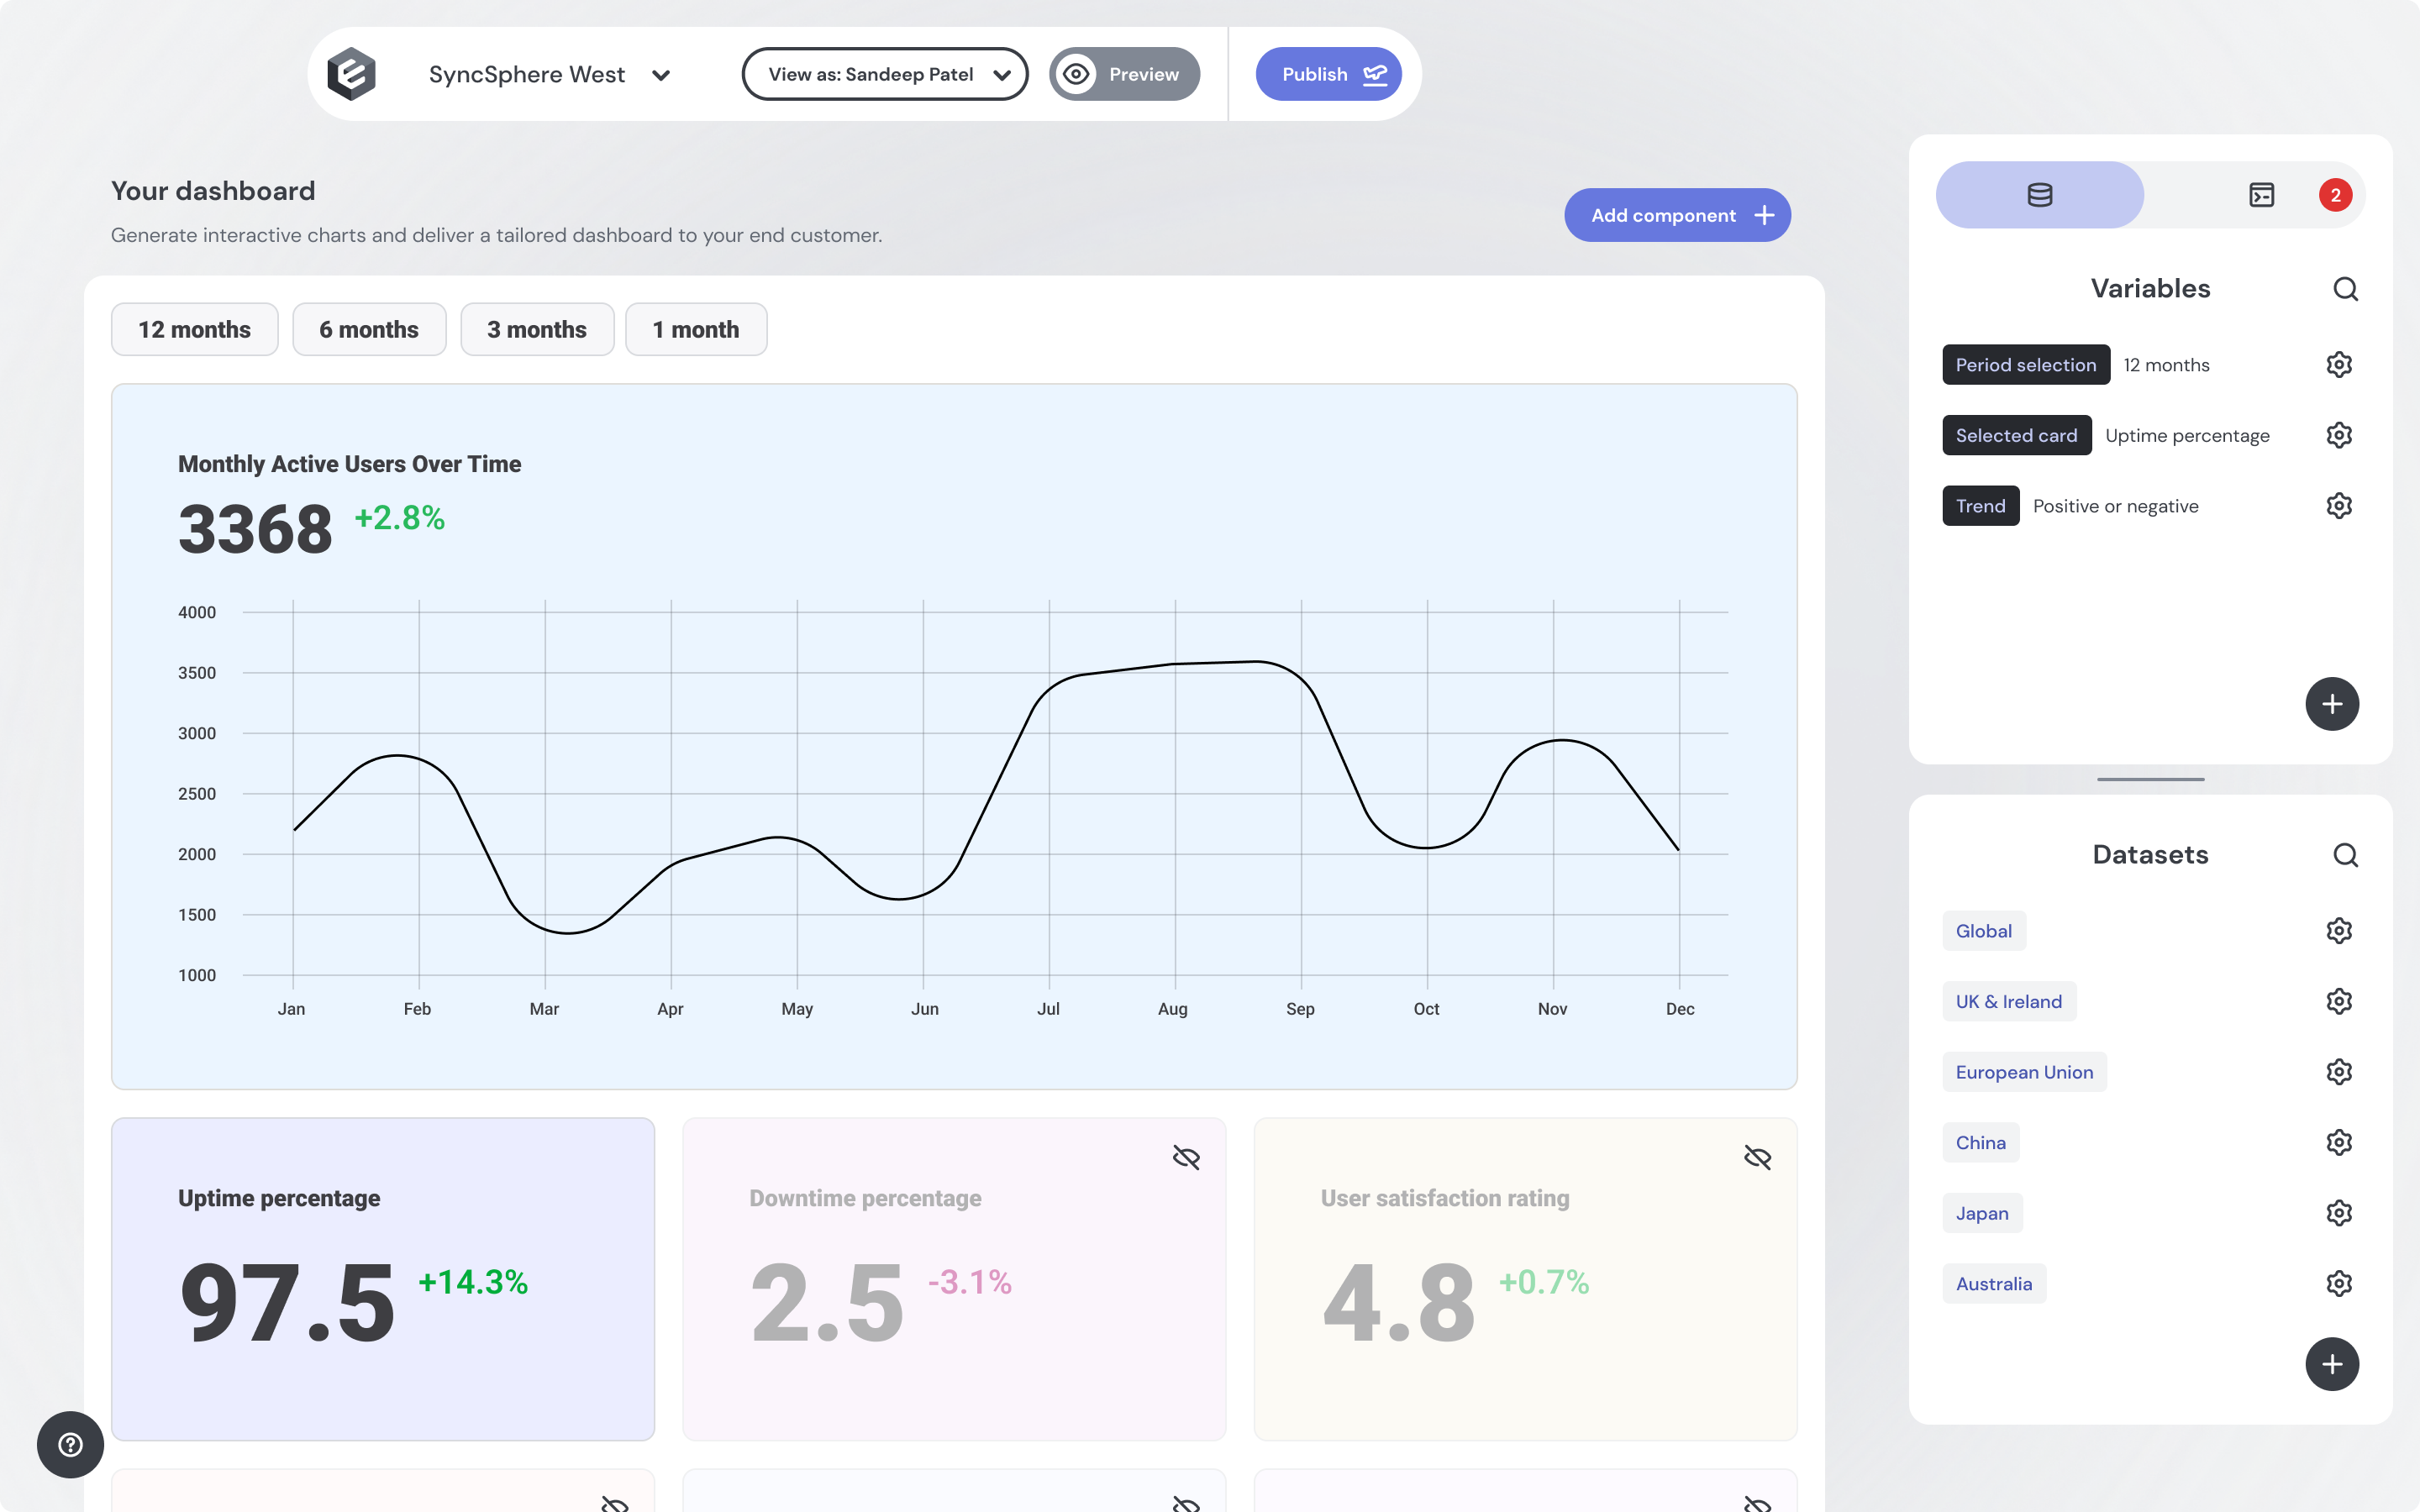 SyncSphere West
View as: Sandeep Patel
Preview
Publish
Your dashboard
Generate interactive charts and deliver a tailored dashboard to your end customer.
Add component
12 months
6 months
3 months
1 month
Monthly Active Users Over Time
3368 +2.8%
4000
3500
3000
2500
2000
1500
1000
Jan Feb Mar Apr May Jun Jul Aug Sep Oct Nov Dec
Uptime percentage
97.5 +14.3%
Downtime percentage
2.5 -3.1%
User satisfaction rating
4.8 +0.7%
2
Variables
Period selection 12 months
Selected card Uptime percentage
Trend Positive or negative
Datasets
Global
UK & Ireland
European Union
China
Japan
Australia